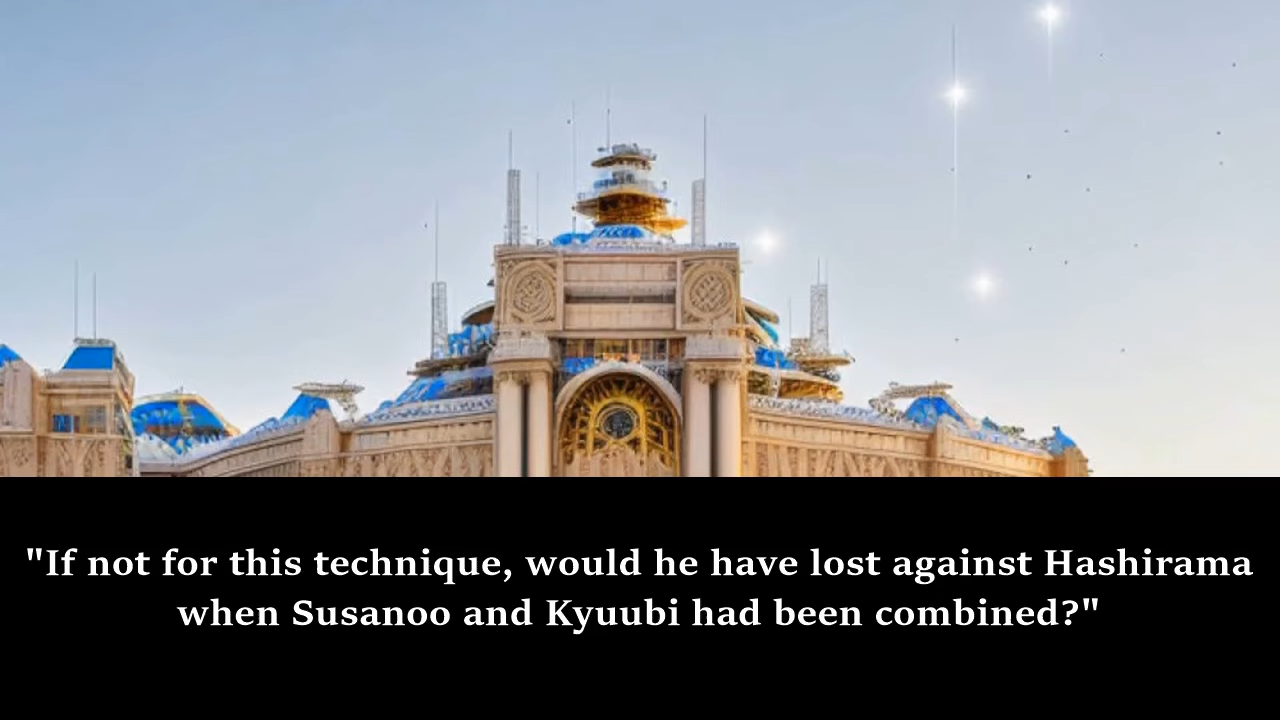 "If not for this technique, would he have lost against Hashirama
when Susanoo and Kyuubi had been combined?"